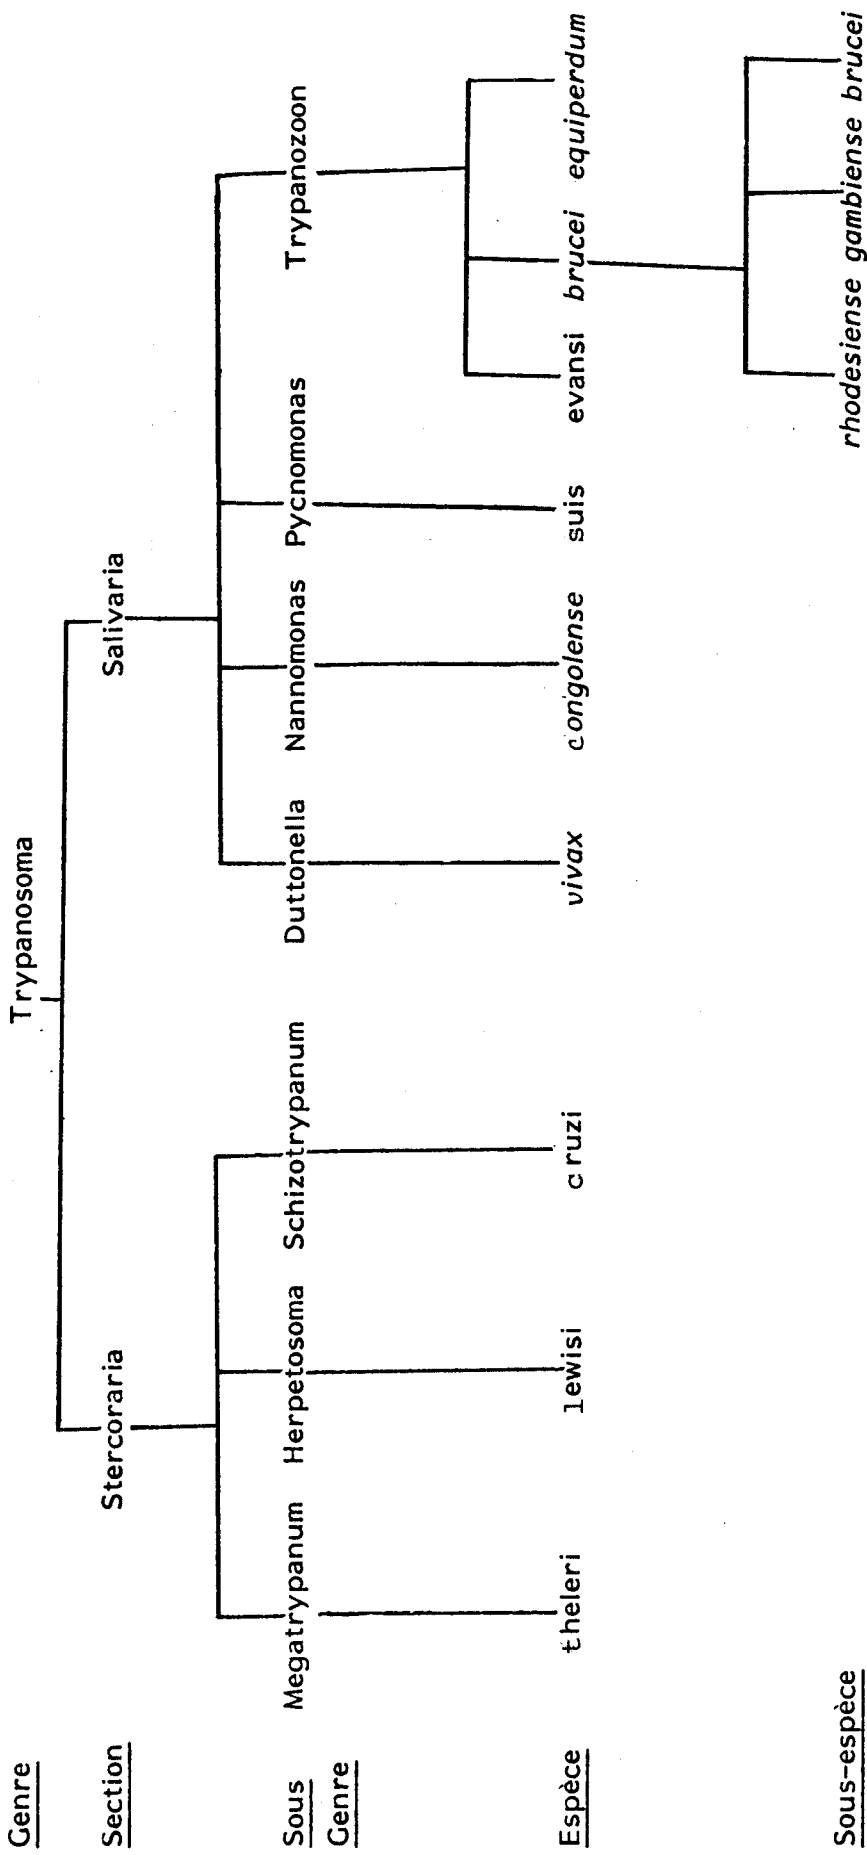 Genre Trypanosoma
Section Stercoraria Salivaria
Sous Megatrypanum Herpetosoma Schizotrypanum Duttonella Nannomonas Pycnomonas Trypanozoon
Genre
Espèce theleri lewisi cruzi vivax congolense suis evansi brucei equiperdum
Sous-espèce rhodesiense gambiense brucei